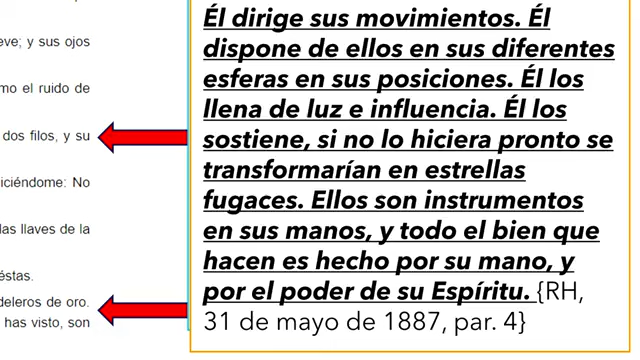 eve; y sus ojos
mo el ruido de
dos filos, y su
iciéndome: No
las llaves de la
éstas.
deleros de oro.
has visto, son
Él dirige sus movimientos. Él
dispone de ellos en sus diferentes
esferas en sus posiciones. Él los
llena de luz e influencia. Él los
sostiene, si no lo hiciera pronto se
transformarían en estrellas
fugaces. Ellos son instrumentos
en sus manos, y todo el bien que
hacen es hecho por su mano, y
por el poder de su Espíritu. {RH,
31 de mayo de 1887, par. 4}